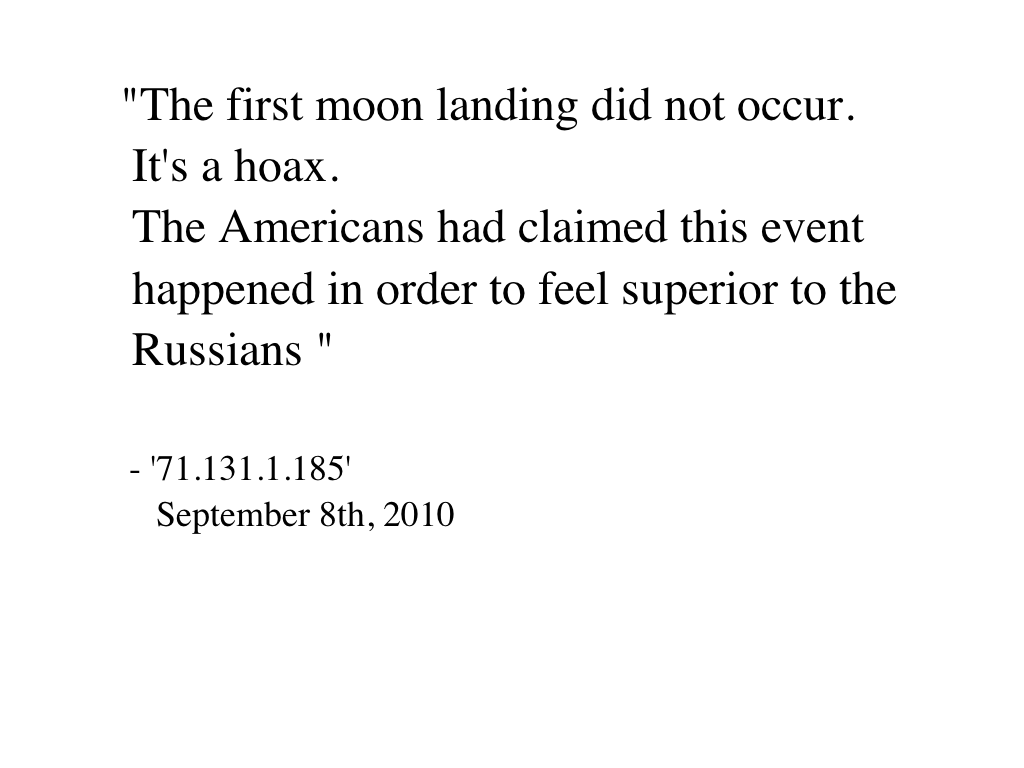 "The first moon landing did not occur.
It's a hoax.
The Americans had claimed this event
happened in order to feel superior to the
Russians "
- '71.131.1.185'
September 8th, 2010